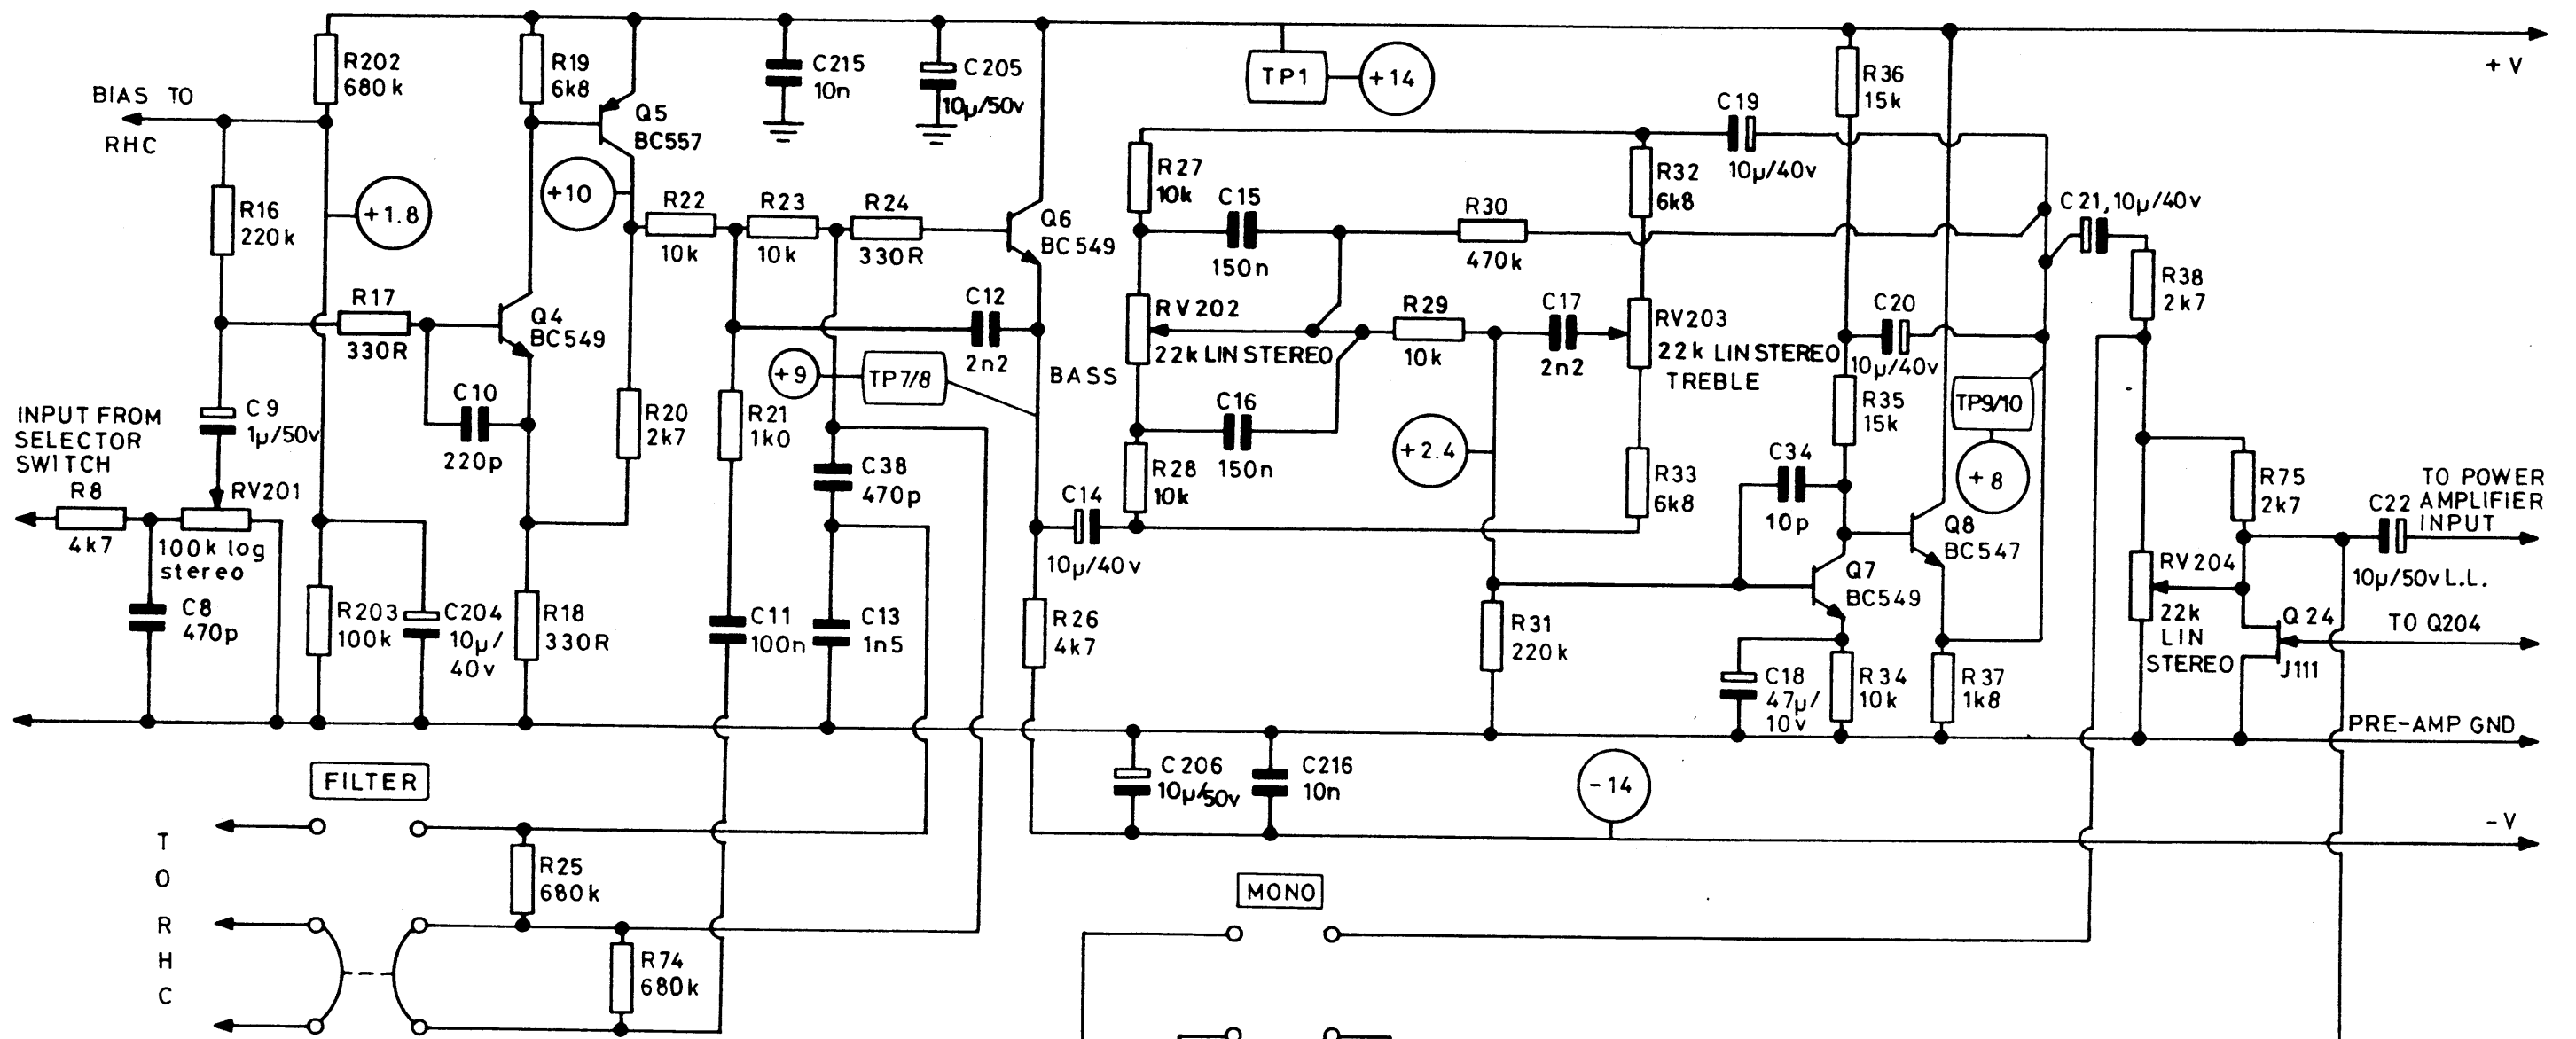 R202
680k
R19
6k8
Q5
BC557
C215
10n
C205
10µ/50v
TP1
+14
R36
15k
+V
BIAS TO
RHC
C19
10µ/40v
R16
220k
+1.8
+10
R22
10k
R23
10k
R24
330R
Q6
BC549
R27
10k
C15
150n
R30
470k
R32
6k8
C21, 10µ/40v
R38
2k7
R17
330R
Q4
BC549
C12
2n2
RV202
22k LIN STEREO
BASS
R29
10k
C17
2n2
RV203
22k LIN STEREO
TREBLE
C20
10µ/40v
+9
TP7/8
C10
220p
R20
2k7
R21
1k0
C16
150n
R35
15k
TP9/10
+8
INPUT FROM
SELECTOR
SWITCH
C9
1µ/50v
C38
470p
R28
10k
+2.4
C34
10p
R33
6k8
R75
2k7
TO POWER
AMPLIFIER
INPUT
R8
4k7
RV201
100k log
stereo
C14
10µ/40v
Q8
BC547
C22
10µ/50v L.L.
C8
470p
R203
100k
C204
10µ/
40v
R18
330R
C11
100n
C13
1n5
R26
4k7
R31
220k
Q7
BC549
RV204
22k
LIN
STEREO
Q24
J111
TO Q204
C18
47µ/
10v
R34
10k
R37
1k8
PRE-AMP GND
FILTER
C206
10µ/50v
C216
10n
-14
-V
T
O
R
H
C
R25
680k
R74
680k
MONO